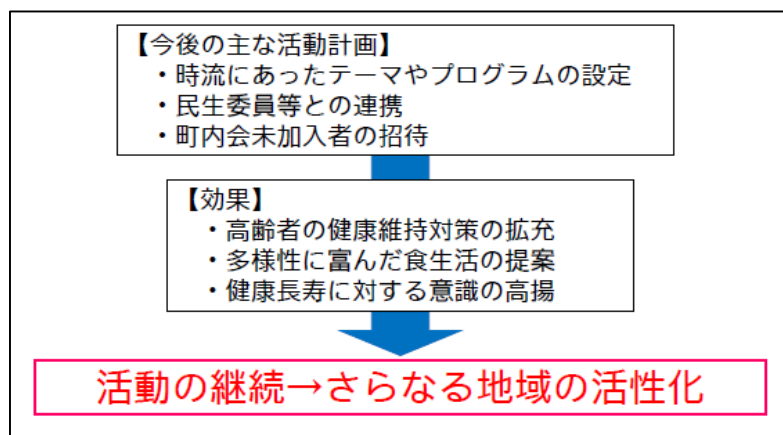 【今後の主な活動計画】
・時流にあったテーマやプログラムの設定
・民生委員等との連携
・町内会未加入者の招待
【効果】
・高齢者の健康維持対策の拡充
・多様性に富んだ食生活の提案
・健康長寿に対する意識の高揚
活動の継続→さらなる地域の活性化